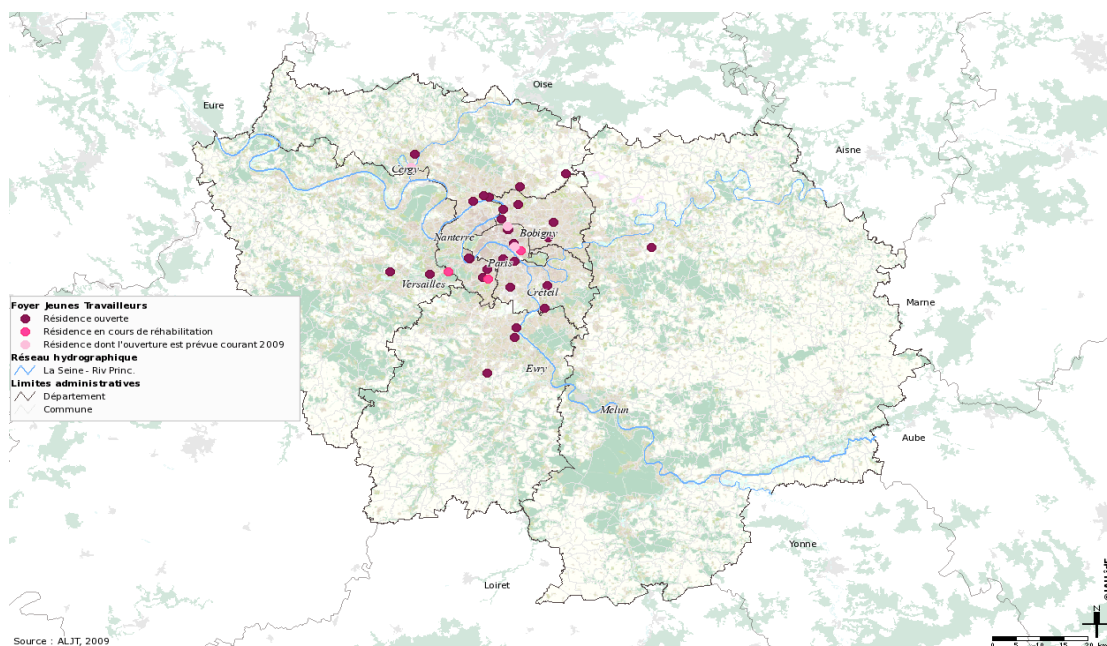 Oise
Eure
Aisne
Cergy
Nanterre
Bobigny
Paris
Versailles
Créteil
Marne
Evry
Melun
Aube
Yonne
Loiret
Foyer Jeunes Travailleurs
Résidence ouverte
Résidence en cours de réhabilitation
Résidence dont l'ouverture est prévue courant 2009
Réseau hydrographique
La Seine - Riv Princ.
Limites administratives
Département
Commune
N
Source : ALJT, 2009